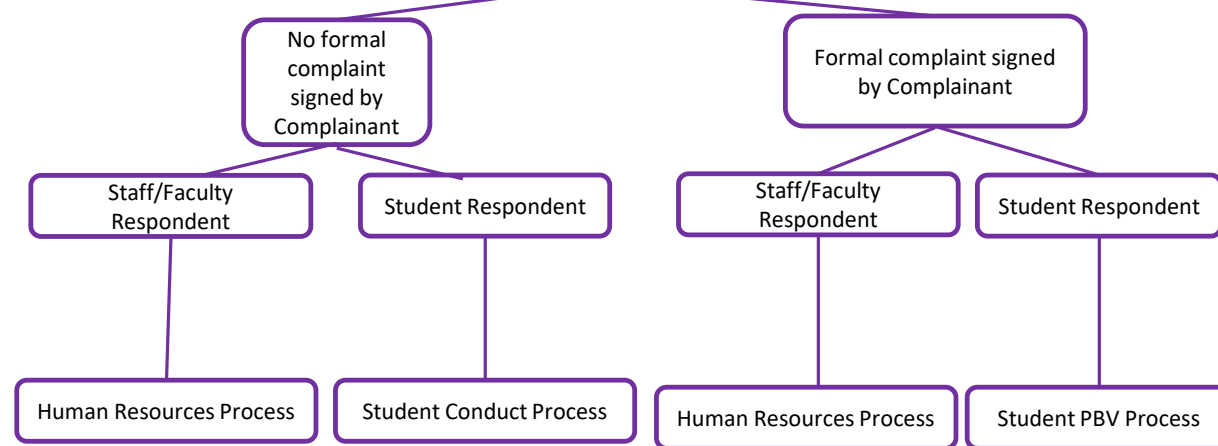 No formal
complaint
signed by
Complainant
Formal complaint signed
by Complainant
Staff/Faculty
Respondent
Student Respondent
Staff/Faculty
Respondent
Student Respondent
Human Resources Process
Student Conduct Process
Human Resources Process
Student PBV Process